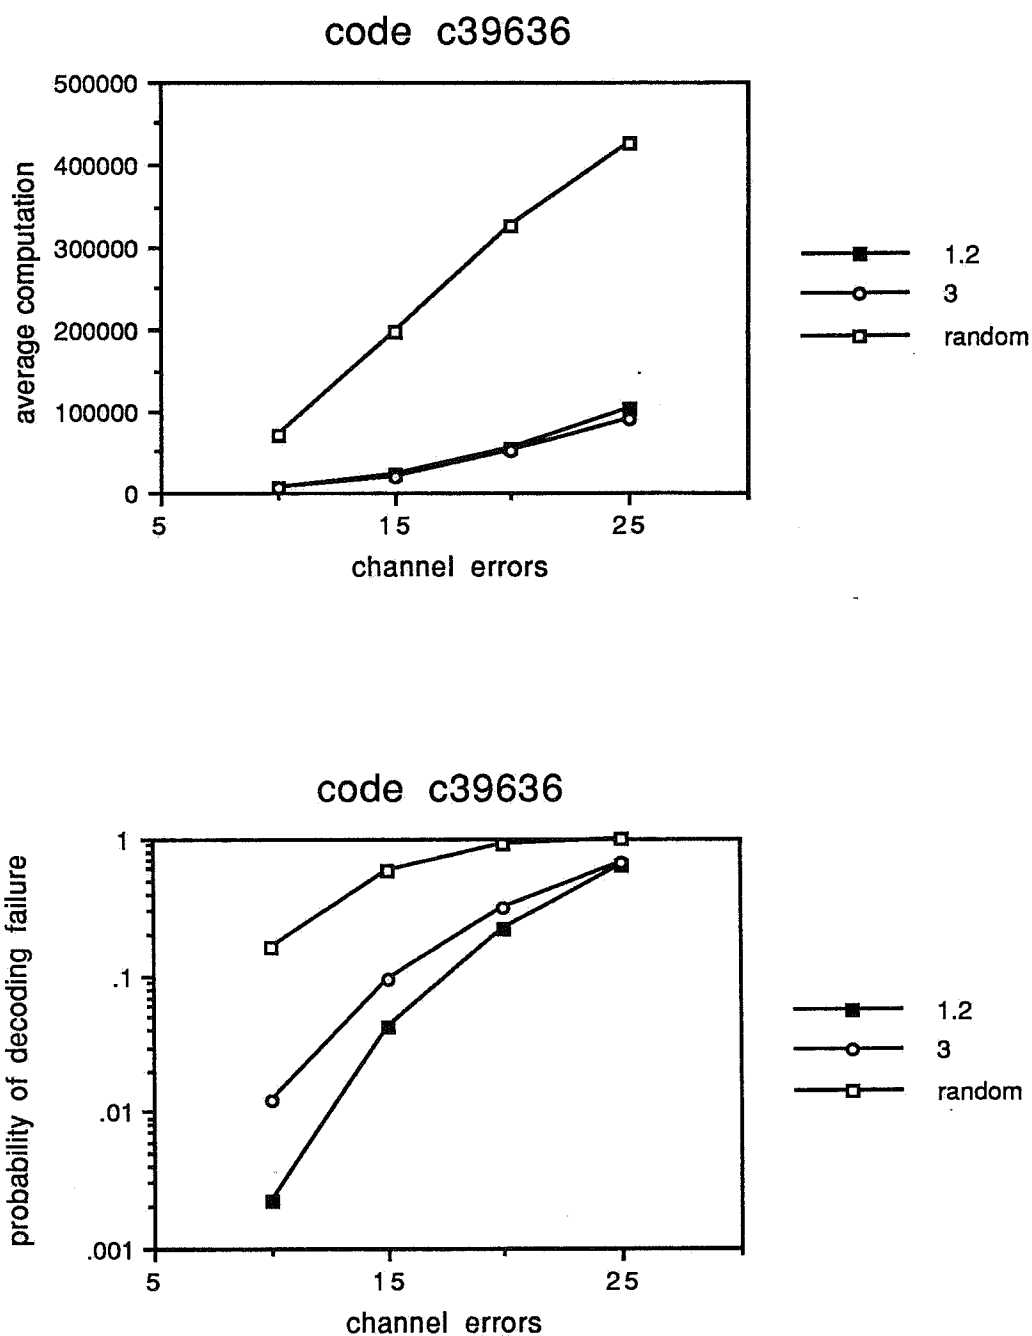 code c39636
500000
400000
300000
200000
100000
0
average computation
5
15
25
channel errors
1.2
3
random
code c39636
1
.1
.01
.001
probability of decoding failure
5
15
25
channel errors
1.2
3
random